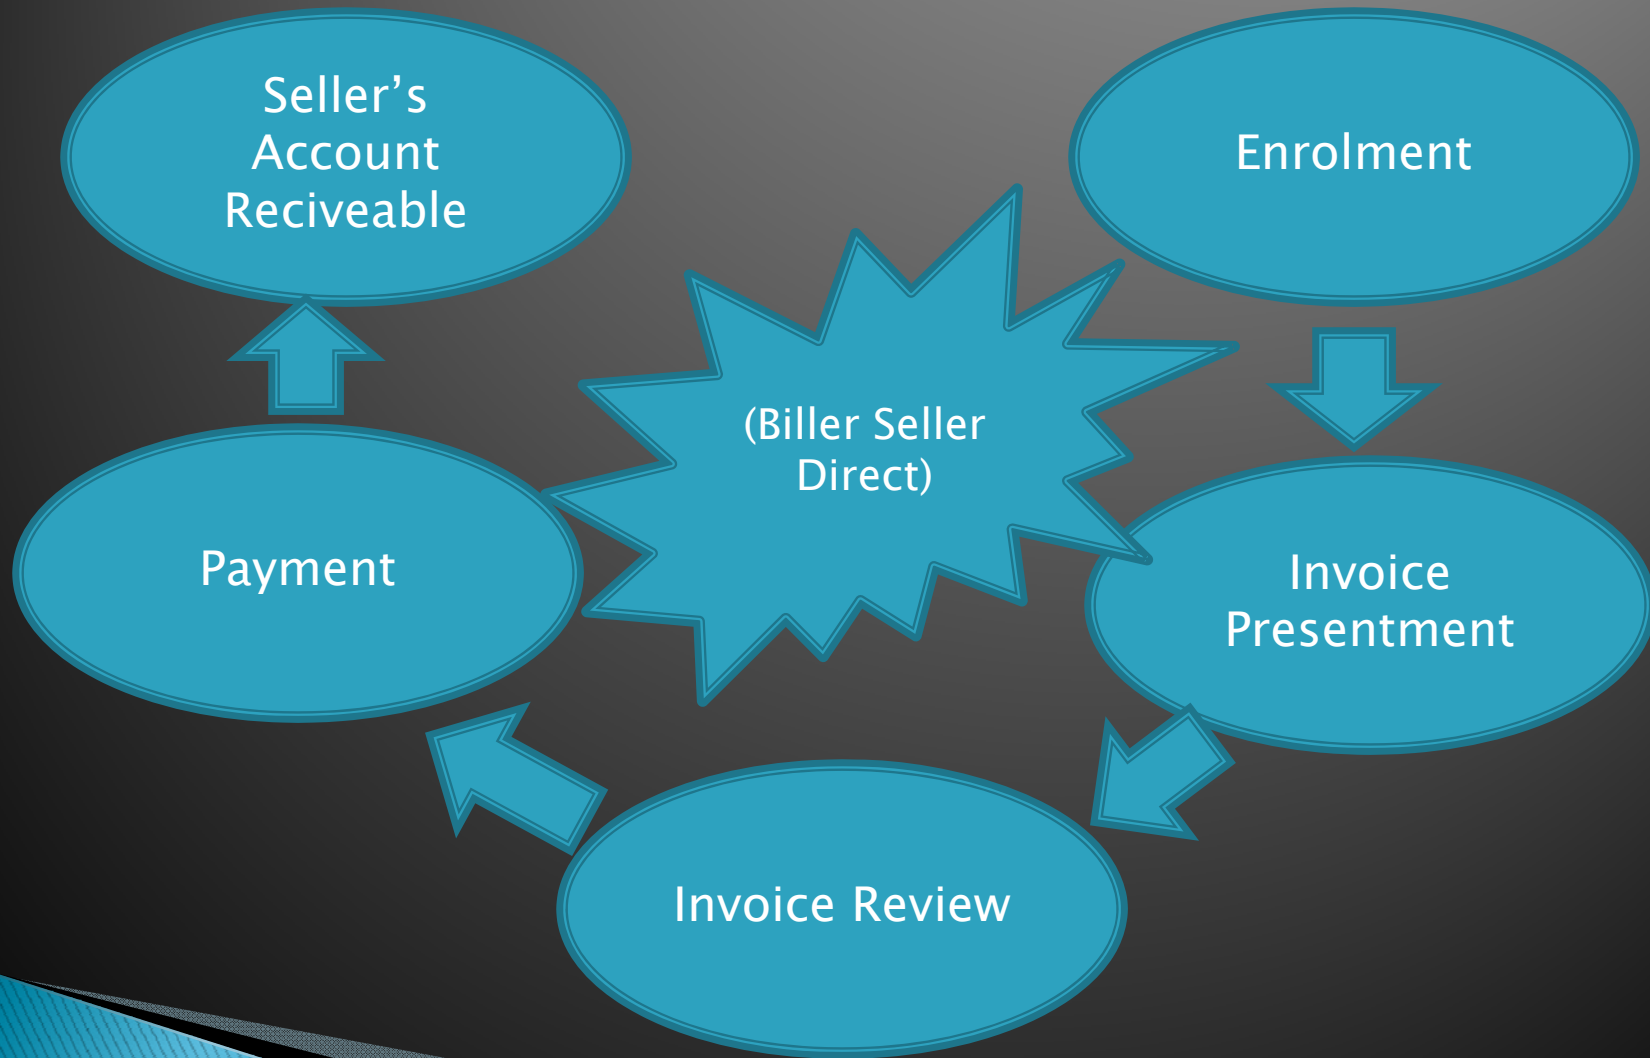 Seller’s
Account
Reciveable
Enrolment
(Biller Seller
Direct)
Payment
Invoice
Presentment
Invoice Review